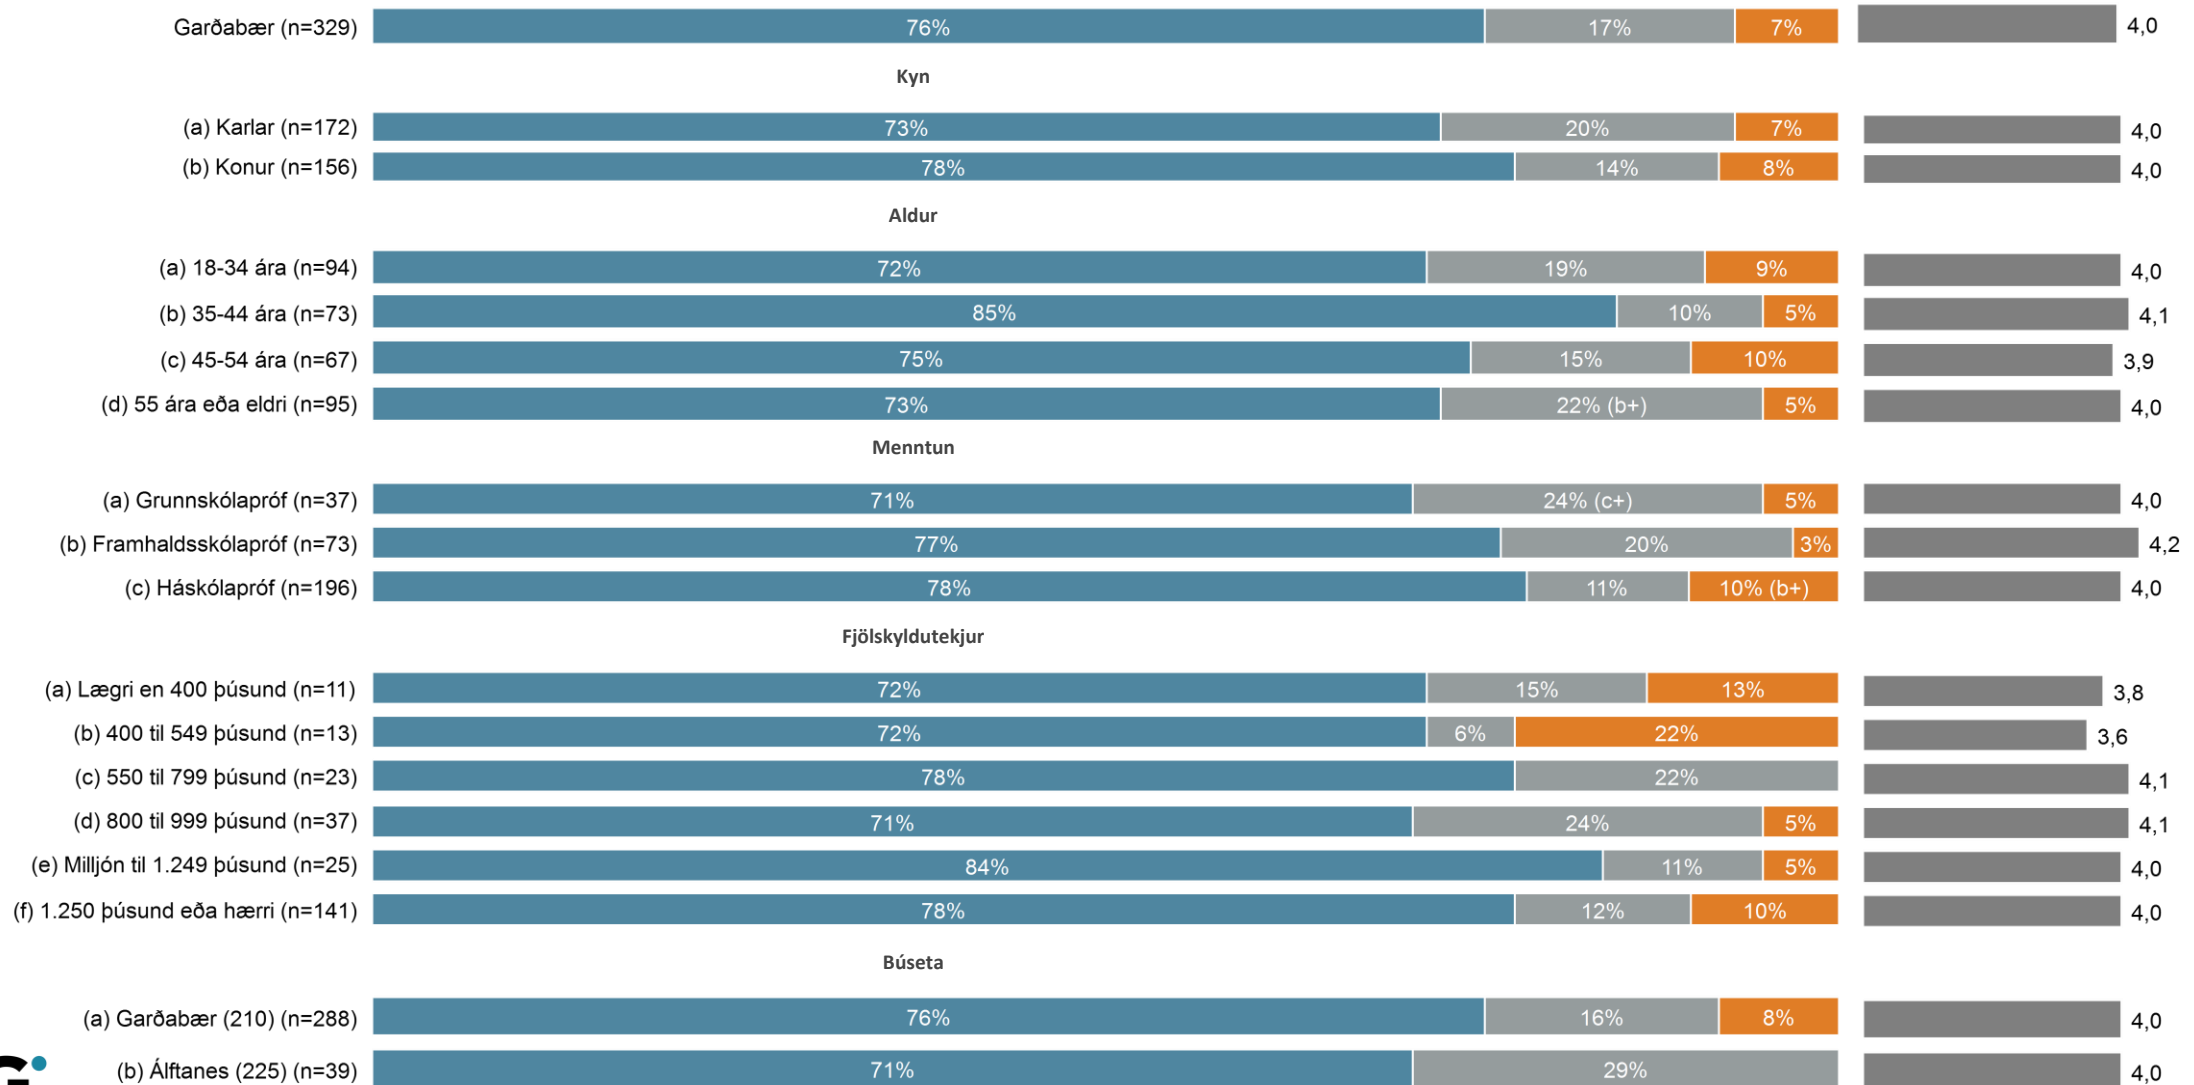 Garðabær (n=329) 76% 17% 7% 4,0
Kyn
(a) Karlar (n=172) 73% 20% 7% 4,0
(b) Konur (n=156) 78% 14% 8% 4,0
Aldur
(a) 18-34 ára (n=94) 72% 19% 9% 4,0
(b) 35-44 ára (n=73) 85% 10% 5% 4,1
(c) 45-54 ára (n=67) 75% 15% 10% 3,9
(d) 55 ára eða eldri (n=95) 73% 22% (b+) 5% 4,0
Menntun
(a) Grunnskólapróf (n=37) 71% 24% (c+) 5% 4,0
(b) Framhaldsskólapróf (n=73) 77% 20% 3% 4,2
(c) Háskólapróf (n=196) 78% 11% 10% (b+) 4,0
Fjölskyldutekjur
(a) Lægri en 400 þúsund (n=11) 72% 15% 13% 3,8
(b) 400 til 549 þúsund (n=13) 72% 6% 22% 3,6
(c) 550 til 799 þúsund (n=23) 78% 22% 4,1
(d) 800 til 999 þúsund (n=37) 71% 24% 5% 4,1
(e) Milljón til 1.249 þúsund (n=25) 84% 11% 5% 4,0
(f) 1.250 þúsund eða hærri (n=141) 78% 12% 10% 4,0
Búseta
(a) Garðabær (210) (n=288) 76% 16% 8% 4,0
(b) Álftanes (225) (n=39) 71% 29% 4,0